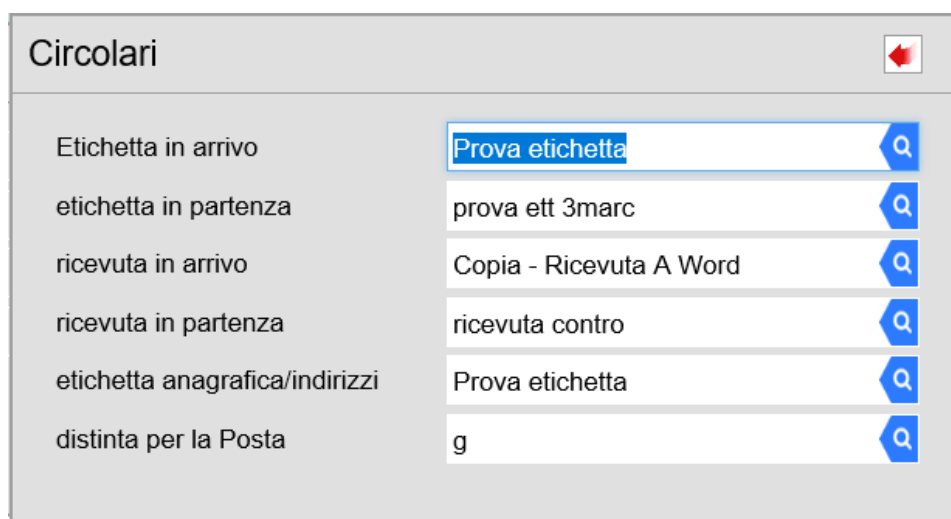 Circolari
Etichetta in arrivo Prova etichetta
etichetta in partenza prova ett 3marc
ricevuta in arrivo Copia - Ricevuta A Word
ricevuta in partenza ricevuta contro
etichetta anagrafica/indirizzi Prova etichetta
distinta per la Posta g